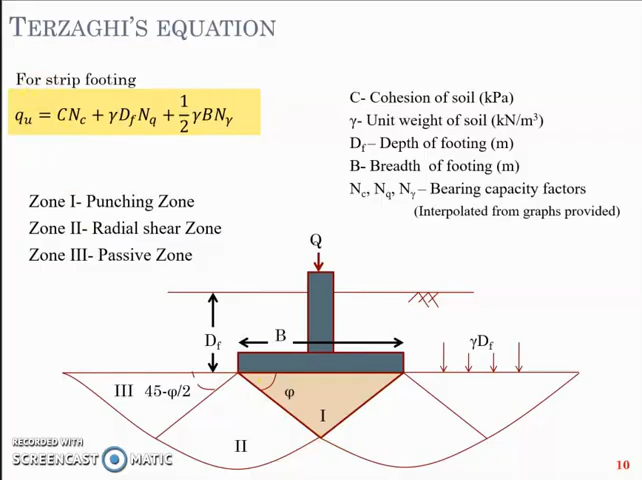 TERZAGHI'S EQUATION
For strip footing
qᵤ = CN_c + γD_fN_q + 1/2 γBN_γ
C- Cohesion of soil (kPa)
γ- Unit weight of soil (kN/m³)
D_f – Depth of footing (m)
B- Breadth of footing (m)
N_c, N_q, N_γ – Bearing capacity factors
(Interpolated from graphs provided)
Zone I- Punching Zone
Zone II- Radial shear Zone
Zone III- Passive Zone
Q
D_f
B
γD_f
III 45-φ/2
φ
I
II
RECORDED WITH
SCREENCAST MATIC
10